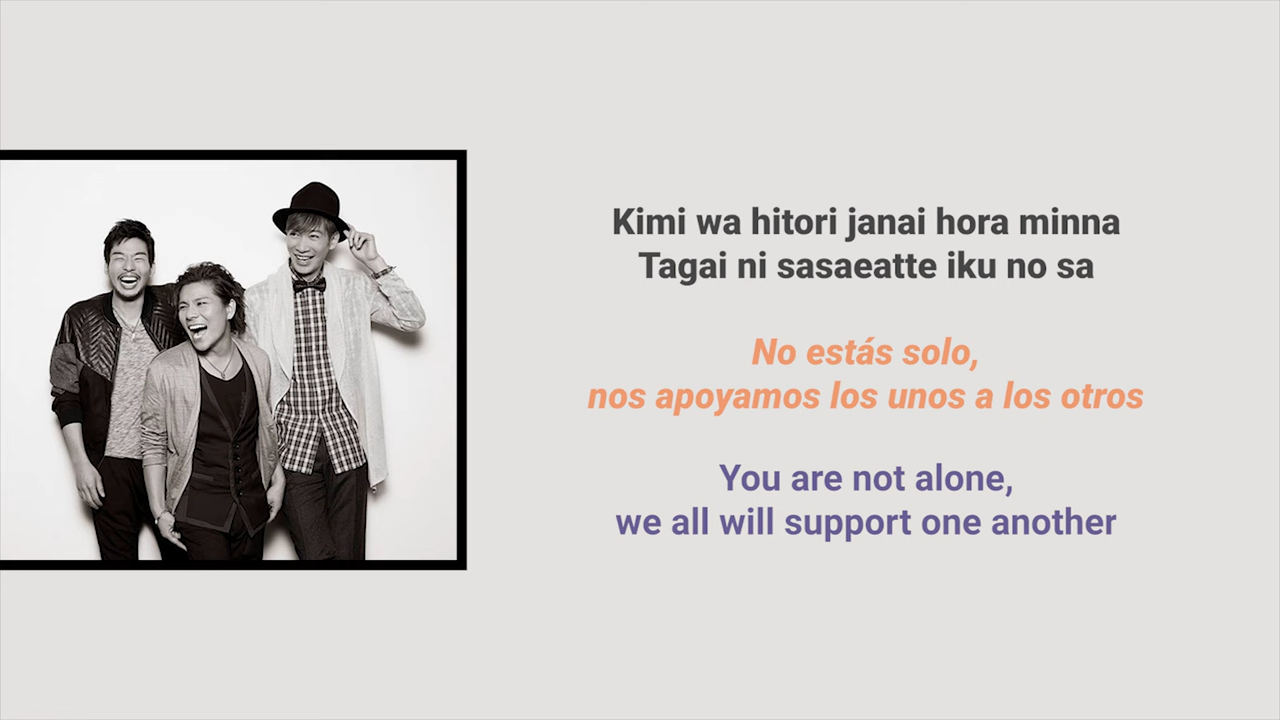 Kimi wa hitori janai hora minna
Tagai ni sasaeatte iku no sa
No estás solo,
nos apoyamos los unos a los otros
You are not alone,
we all will support one another